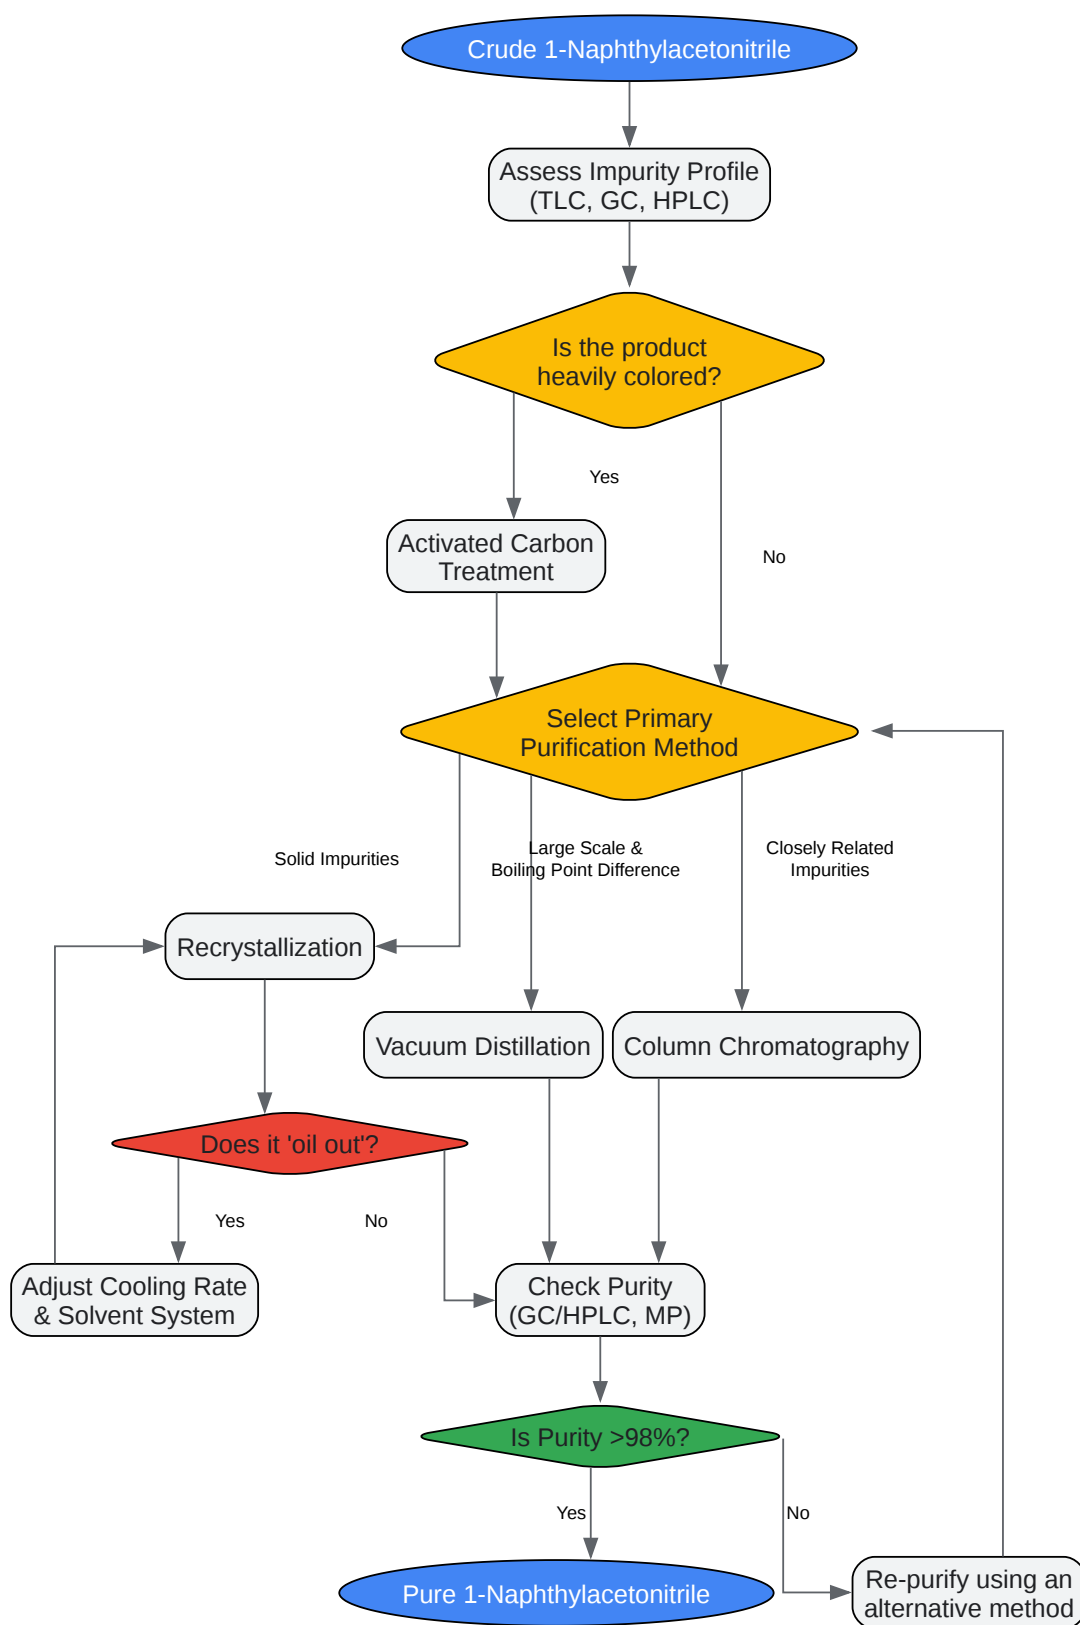 Crude 1-Naphthylacetonitrile
Assess Impurity Profile
(TLC, GC, HPLC)
Is the product
heavily colored?
Yes
Activated Carbon
Treatment
No
Select Primary
Purification Method
Solid Impurities
Large Scale &
Boiling Point Difference
Closely Related
Impurities
Recrystallization
Vacuum Distillation
Column Chromatography
Does it 'oil out'?
Yes
No
Adjust Cooling Rate
& Solvent System
Check Purity
(GC/HPLC, MP)
Is Purity >98%?
Yes
No
Pure 1-Naphthylacetonitrile
Re-purify using an
alternative method